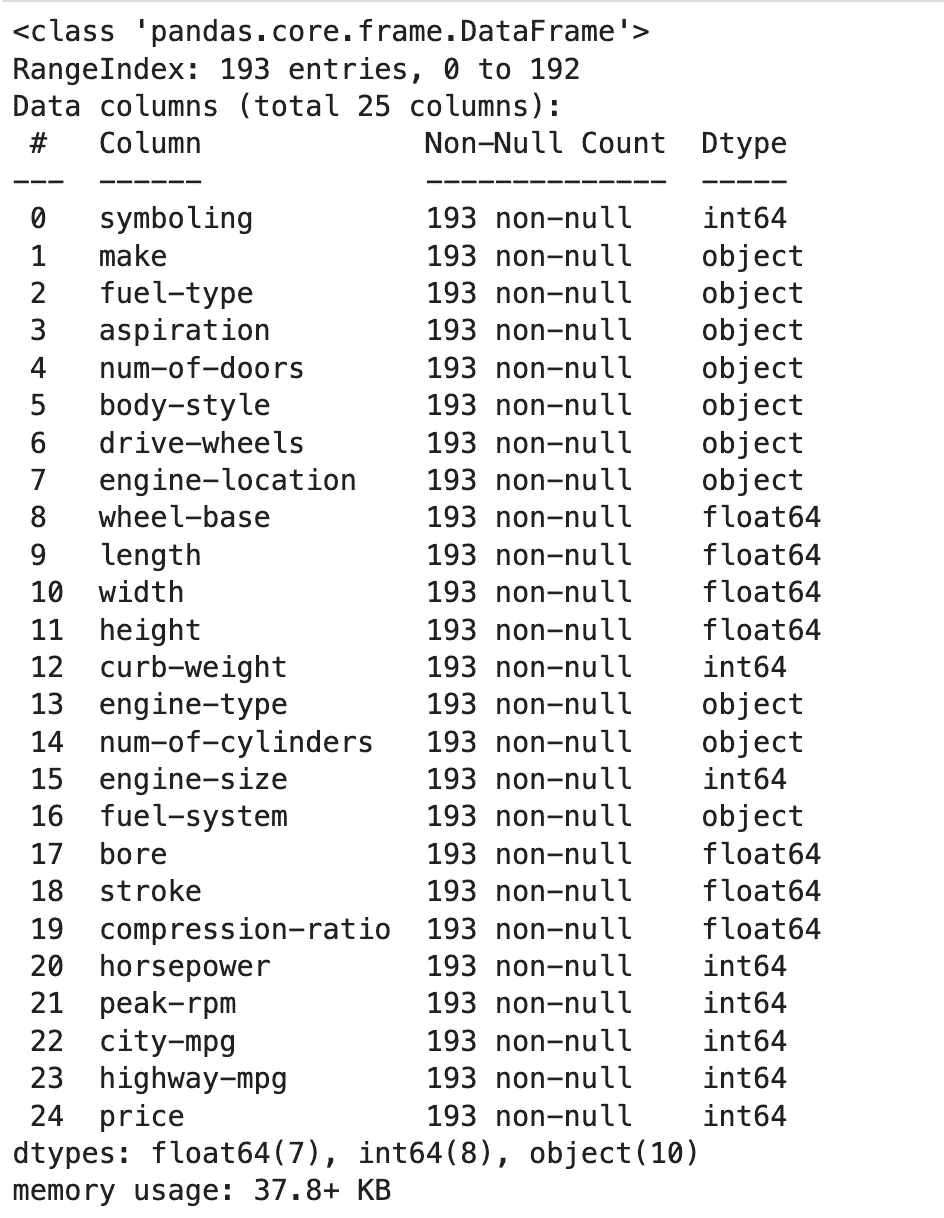 <class 'pandas.core.frame.DataFrame'>
RangeIndex: 193 entries, 0 to 192
Data columns (total 25 columns):
 #   Column             Non-Null Count  Dtype
---  ------             --------------  -----
 0   symboling          193 non-null    int64
 1   make               193 non-null    object
 2   fuel-type          193 non-null    object
 3   aspiration         193 non-null    object
 4   num-of-doors       193 non-null    object
 5   body-style         193 non-null    object
 6   drive-wheels       193 non-null    object
 7   engine-location    193 non-null    object
 8   wheel-base         193 non-null    float64
 9   length             193 non-null    float64
 10  width              193 non-null    float64
 11  height             193 non-null    float64
 12  curb-weight        193 non-null    int64
 13  engine-type        193 non-null    object
 14  num-of-cylinders   193 non-null    object
 15  engine-size        193 non-null    int64
 16  fuel-system        193 non-null    object
 17  bore               193 non-null    float64
 18  stroke             193 non-null    float64
 19  compression-ratio  193 non-null    float64
 20  horsepower         193 non-null    int64
 21  peak-rpm           193 non-null    int64
 22  city-mpg           193 non-null    int64
 23  highway-mpg        193 non-null    int64
 24  price              193 non-null    int64
dtypes: float64(7), int64(8), object(10)
memory usage: 37.8+ KB